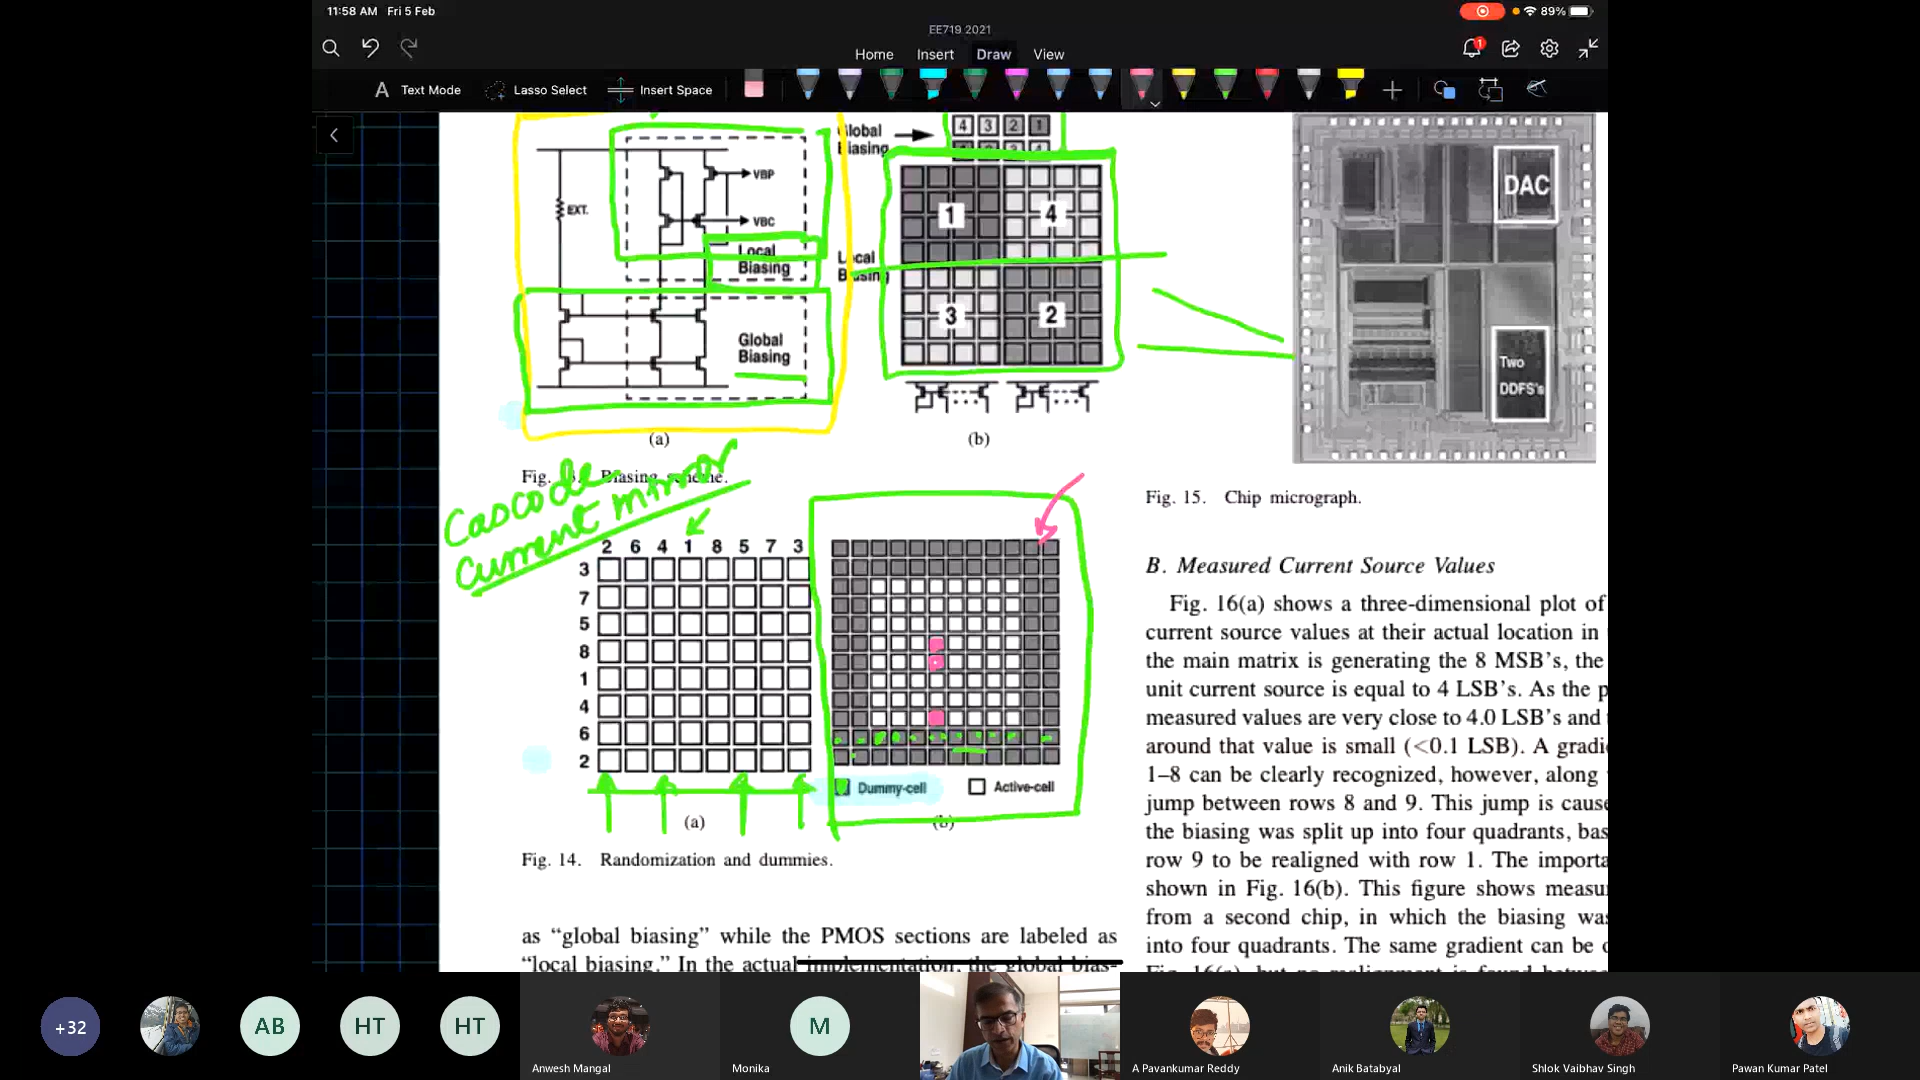 11:58 AM Fri 5 Feb
89%
EE719 2021
Home Insert Draw View
1
A Text Mode Lasso Select Insert Space
Global
Biasing
4 3 2 1
EXT.
VBP
VBC
Local
Biasing
Global
Biasing
Local
Biasing
1 4
3 2
(a)
(b)
DAC
Two
DDFS's
Fig. Biasing scheme.
Cascode
current mirror
Fig. 15. Chip micrograph.
2 6 4 1 8 5 7 3
3
7
5
8
1
4
6
2
(a)
Dummy-cell Active-cell
(b)
Fig. 14. Randomization and dummies.
as “global biasing” while the PMOS sections are labeled as
“local biasing.” In the actual implementation, the global bias-
B. Measured Current Source Values
Fig. 16(a) shows a three-dimensional plot of
current source values at their actual location in
the main matrix is generating the 8 MSB's, the
unit current source is equal to 4 LSB's. As the p
measured values are very close to 4.0 LSB's and
around that value is small (<0.1 LSB). A gradi
1–8 can be clearly recognized, however, along
jump between rows 8 and 9. This jump is cause
the biasing was split up into four quadrants, bas
row 9 to be realigned with row 1. The importa
shown in Fig. 16(b). This figure shows measu
from a second chip, in which the biasing was
into four quadrants. The same gradient can be
+32
AB
HT
HT
M
Anwesh Mangal
Monika
A Pavankumar Reddy
Anik Batabyal
Shlok Vaibhav Singh
Pawan Kumar Patel